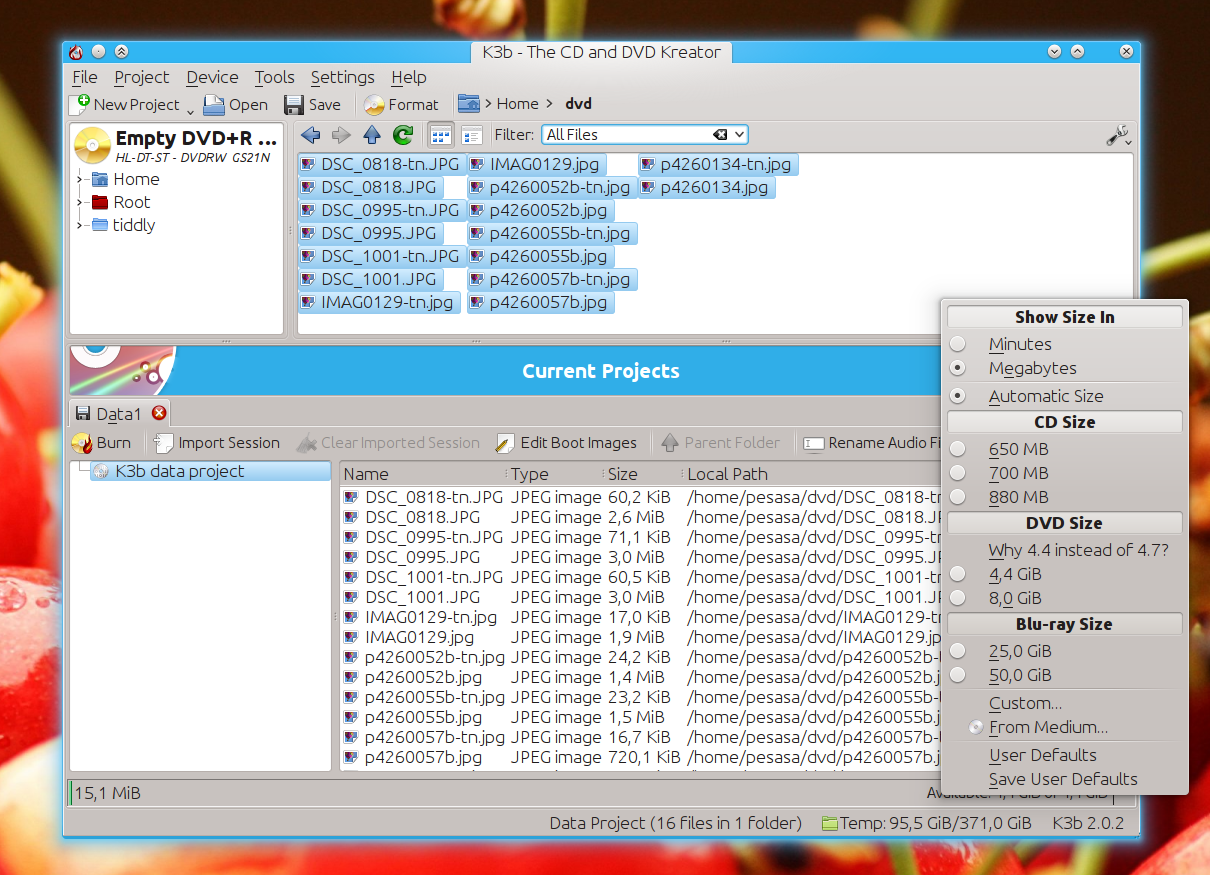 K3b - The CD and DVD Kreator
File Project Device Tools Settings Help
New Project Open Save Format > Home > dvd
Empty DVD+R ...
HL-DT-ST - DVDRW GS21N
Home
Root
tiddly
Filter: All Files
DSC_0818-tn.JPG IMAG0129.jpg p4260134-tn.jpg
DSC_0818.JPG p4260052b-tn.jpg p4260134.jpg
DSC_0995-tn.JPG p4260052b.jpg
DSC_0995.JPG p4260055b-tn.jpg
DSC_1001-tn.JPG p4260055b.jpg
DSC_1001.JPG p4260057b-tn.jpg
IMAG0129-tn.jpg p4260057b.jpg
Current Projects
Data1
Burn Import Session Clear Imported Session Edit Boot Images Parent Folder Rename Audio Fi
K3b data project
Name Type Size Local Path
DSC_0818-tn.JPG JPEG image 60,2 KiB /home/pesasa/dvd/DSC_0818-tn
DSC_0818.JPG JPEG image 2,6 MiB /home/pesasa/dvd/DSC_0818.JP
DSC_0995-tn.JPG JPEG image 71,1 KiB /home/pesasa/dvd/DSC_0995-tn
DSC_0995.JPG JPEG image 3,0 MiB /home/pesasa/dvd/DSC_0995.JP
DSC_1001-tn.JPG JPEG image 60,5 KiB /home/pesasa/dvd/DSC_1001-tn
DSC_1001.JPG JPEG image 3,0 MiB /home/pesasa/dvd/DSC_1001.JP
IMAG0129-tn.jpg JPEG image 17,0 KiB /home/pesasa/dvd/IMAG0129-tn
IMAG0129.jpg JPEG image 1,9 MiB /home/pesasa/dvd/IMAG0129.jp
p4260052b-tn.jpg JPEG image 24,2 KiB /home/pesasa/dvd/p4260052b-
p4260052b.jpg JPEG image 1,4 MiB /home/pesasa/dvd/p4260052b.j
p4260055b-tn.jpg JPEG image 23,2 KiB /home/pesasa/dvd/p4260055b-
p4260055b.jpg JPEG image 1,5 MiB /home/pesasa/dvd/p4260055b.j
p4260057b-tn.jpg JPEG image 16,7 KiB /home/pesasa/dvd/p4260057b-
p4260057b.jpg JPEG image 720,1 KiB /home/pesasa/dvd/p4260057b.j
Show Size In
Minutes
Megabytes
Automatic Size
CD Size
650 MB
700 MB
880 MB
DVD Size
Why 4.4 instead of 4.7?
4,4 GiB
8,0 GiB
Blu-ray Size
25,0 GiB
50,0 GiB
Custom...
From Medium...
User Defaults
Save User Defaults
15,1 MiB
Data Project (16 files in 1 folder) Temp: 95,5 GiB/371,0 GiB K3b 2.0.2